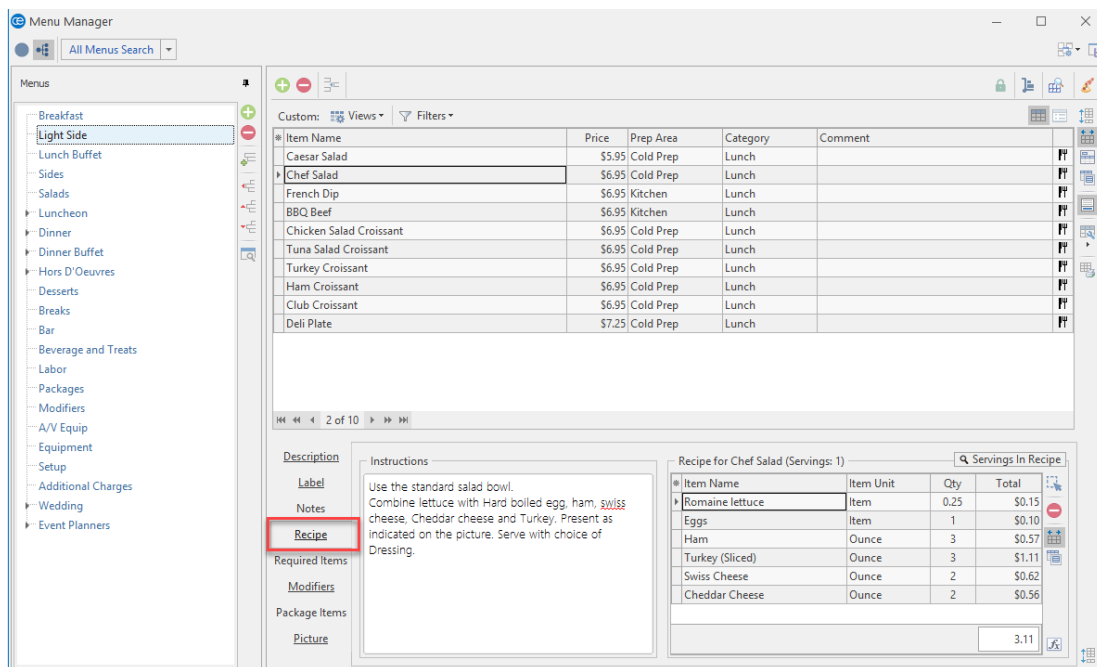 Menu Manager
All Menus Search
Menus
Breakfast
Light Side
Lunch Buffet
Sides
Salads
Luncheon
Dinner
Dinner Buffet
Hors D'Oeuvres
Desserts
Breaks
Bar
Beverage and Treats
Labor
Packages
Modifiers
A/V Equip
Equipment
Setup
Additional Charges
Wedding
Event Planners
Custom: Views Filters
Item Name Price Prep Area Category Comment
Caesar Salad $5.95 Cold Prep Lunch
Chef Salad $6.95 Cold Prep Lunch
French Dip $6.95 Kitchen Lunch
BBQ Beef $6.95 Kitchen Lunch
Chicken Salad Croissant $6.95 Cold Prep Lunch
Tuna Salad Croissant $6.95 Cold Prep Lunch
Turkey Croissant $6.95 Cold Prep Lunch
Ham Croissant $6.95 Cold Prep Lunch
Club Croissant $6.95 Cold Prep Lunch
Deli Plate $7.25 Cold Prep Lunch
2 of 10
Description
Label
Notes
Recipe
Required Items
Modifiers
Package Items
Picture
Instructions
Use the standard salad bowl.
Combine lettuce with Hard boiled egg, ham, swiss
cheese, Cheddar cheese and Turkey. Present as
indicated on the picture. Serve with choice of
Dressing.
Recipe for Chef Salad (Servings: 1) Servings In Recipe
Item Name Item Unit Qty Total
Romaine lettuce Item 0.25 $0.15
Eggs Item 1 $0.10
Ham Ounce 3 $0.57
Turkey (Sliced) Ounce 3 $1.11
Swiss Cheese Ounce 2 $0.62
Cheddar Cheese Ounce 2 $0.56
3.11